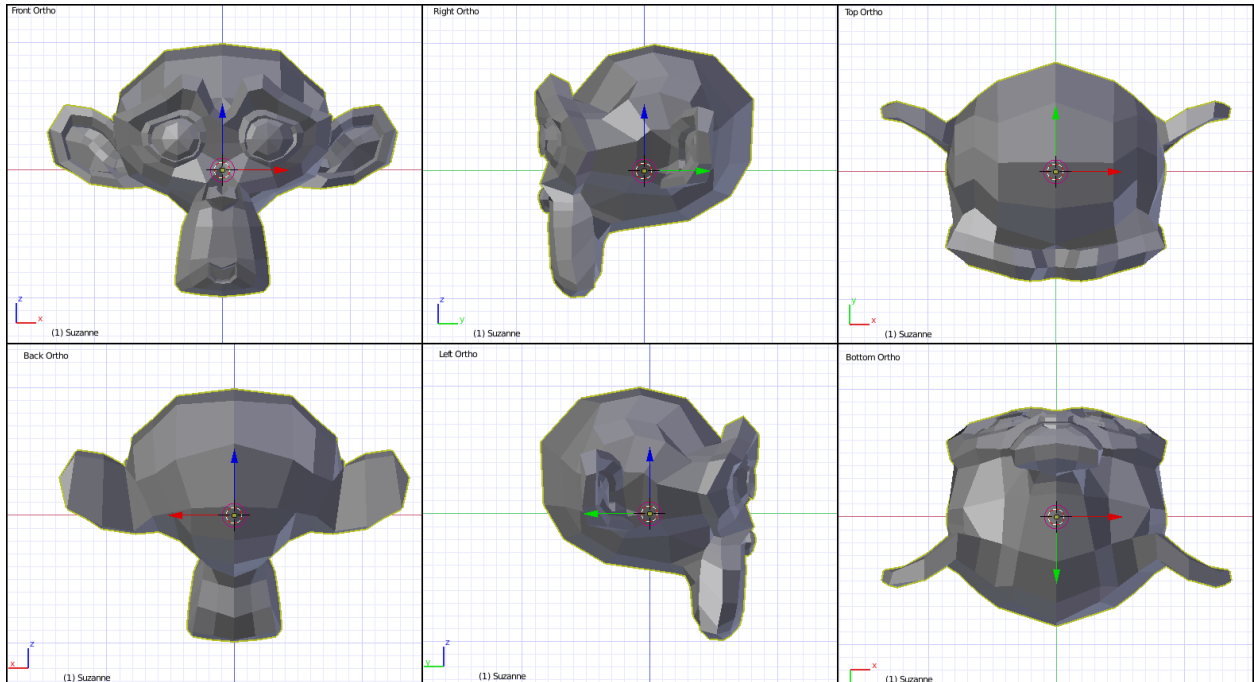 Front Ortho
z
x
(1) Suzanne
Right Ortho
z
y
(1) Suzanne
Top Ortho
y
x
(1) Suzanne
Back Ortho
z
x
(1) Suzanne
Left Ortho
z
y
(1) Suzanne
Bottom Ortho
x
(1) Suzanne